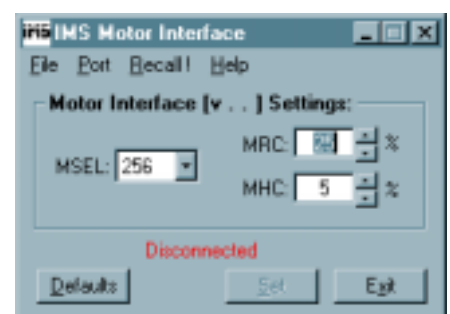 IMS IMS Motor Interface
File Port Recall! Help
Motor Interface [v . . ] Settings:
MRC: %
MSEL: 256
MHC: 5 %
Disconnected
Defaults Set Exit